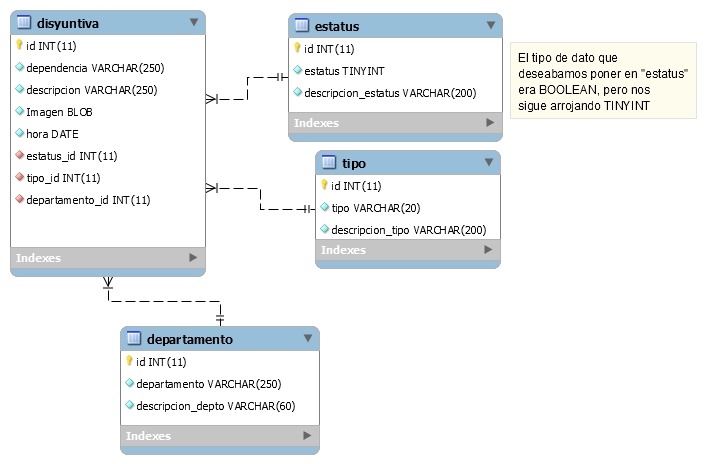 disyuntiva
id INT(11)
dependencia VARCHAR(250)
descripcion VARCHAR(250)
Imagen BLOB
hora DATE
estatus_id INT(11)
tipo_id INT(11)
departamento_id INT(11)
Indexes
estatus
id INT(11)
estatus TINYINT
descripcion_estatus VARCHAR(200)
Indexes
El tipo de dato que
deseabamos poner en "estatus"
era BOOLEAN, pero nos
sigue arrojando TINYINT
tipo
id INT(11)
tipo VARCHAR(20)
descripcion_tipo VARCHAR(200)
Indexes
departamento
id INT(11)
departamento VARCHAR(250)
descripcion_depto VARCHAR(60)
Indexes